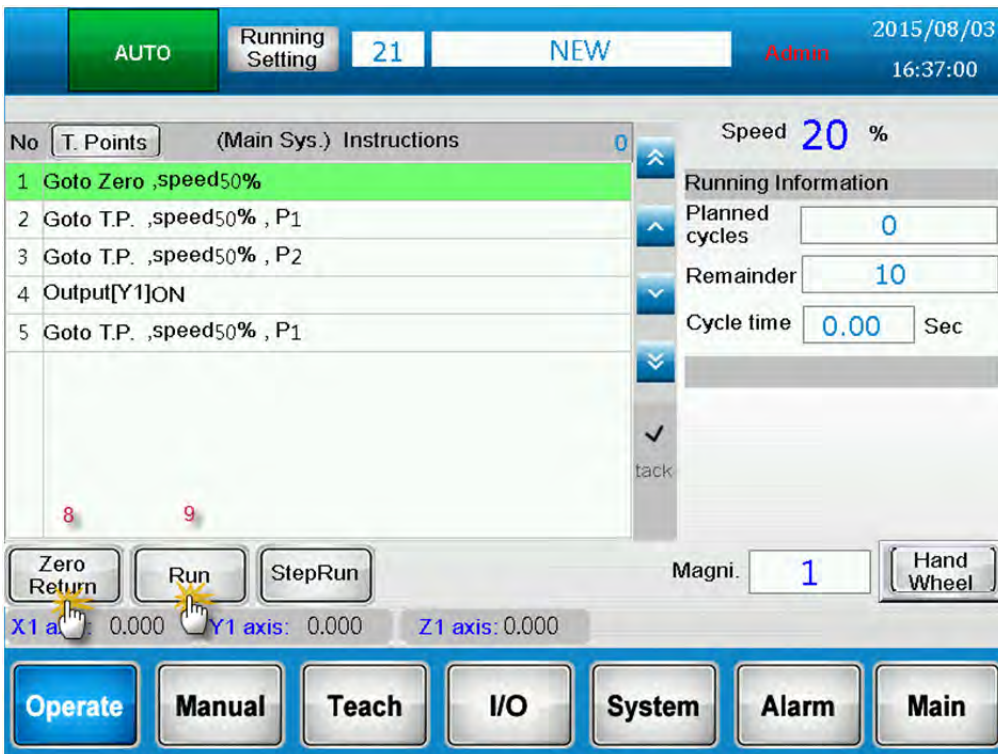 AUTO
Running
Setting
21
NEW
Admin
2015/08/03
16:37:00
No T. Points (Main Sys.) Instructions 0
1 Goto Zero ,speed50%
2 Goto T.P. ,speed50% , P1
3 Goto T.P. ,speed50% , P2
4 Output[Y1]ON
5 Goto T.P. ,speed50% , P1
tack
Speed 20 %
Running Information
Planned
cycles
0
Remainder 10
Cycle time 0.00 Sec
8 9
Zero
Return
Run
StepRun
Magni. 1
Hand
Wheel
X1 a 0.000 Y1 axis: 0.000 Z1 axis: 0.000
Operate Manual Teach I/O System Alarm Main